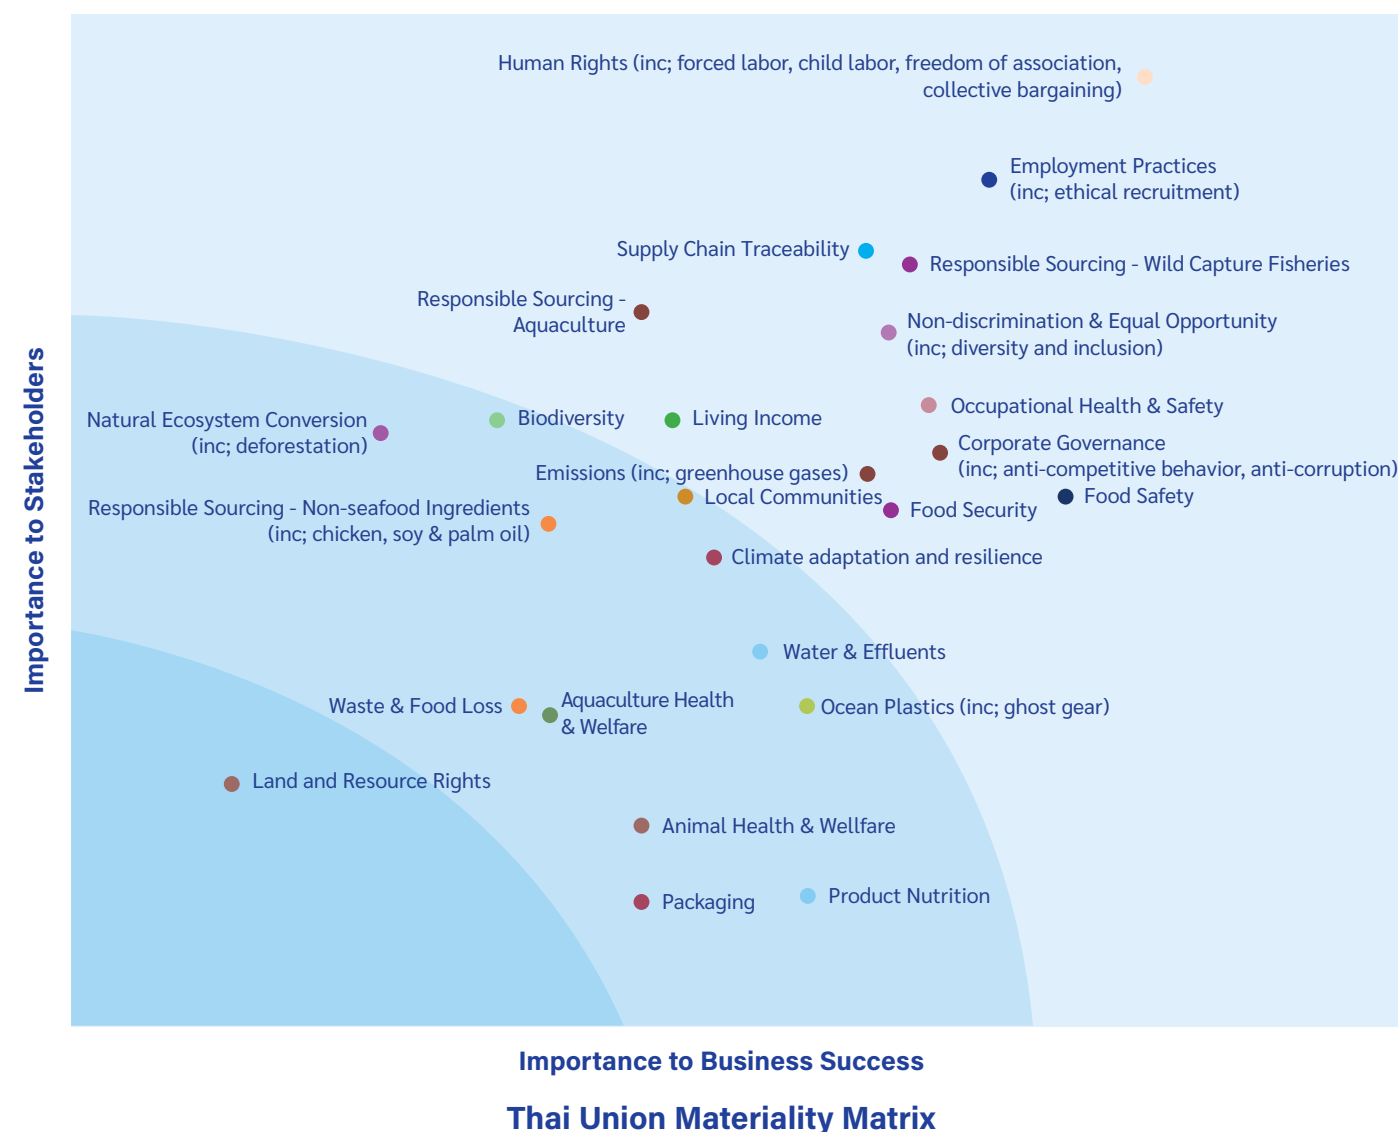 Human Rights (inc; forced labor, child labor, freedom of association,
collective bargaining)
Employment Practices
(inc; ethical recruitment)
Supply Chain Traceability
Responsible Sourcing - Wild Capture Fisheries
Responsible Sourcing -
Aquaculture
Non-discrimination & Equal Opportunity
(inc; diversity and inclusion)
Occupational Health & Safety
Natural Ecosystem Conversion
(inc; deforestation)
Biodiversity
Living Income
Corporate Governance
(inc; anti-competitive behavior, anti-corruption)
Emissions (inc; greenhouse gases)
Local Communities
Food Safety
Food Security
Responsible Sourcing - Non-seafood Ingredients
(inc; chicken, soy & palm oil)
Climate adaptation and resilience
Water & Effluents
Waste & Food Loss
Aquaculture Health
& Welfare
Ocean Plastics (inc; ghost gear)
Land and Resource Rights
Animal Health & Wellfare
Packaging
Product Nutrition
Importance to Stakeholders
Importance to Business Success
Thai Union Materiality Matrix